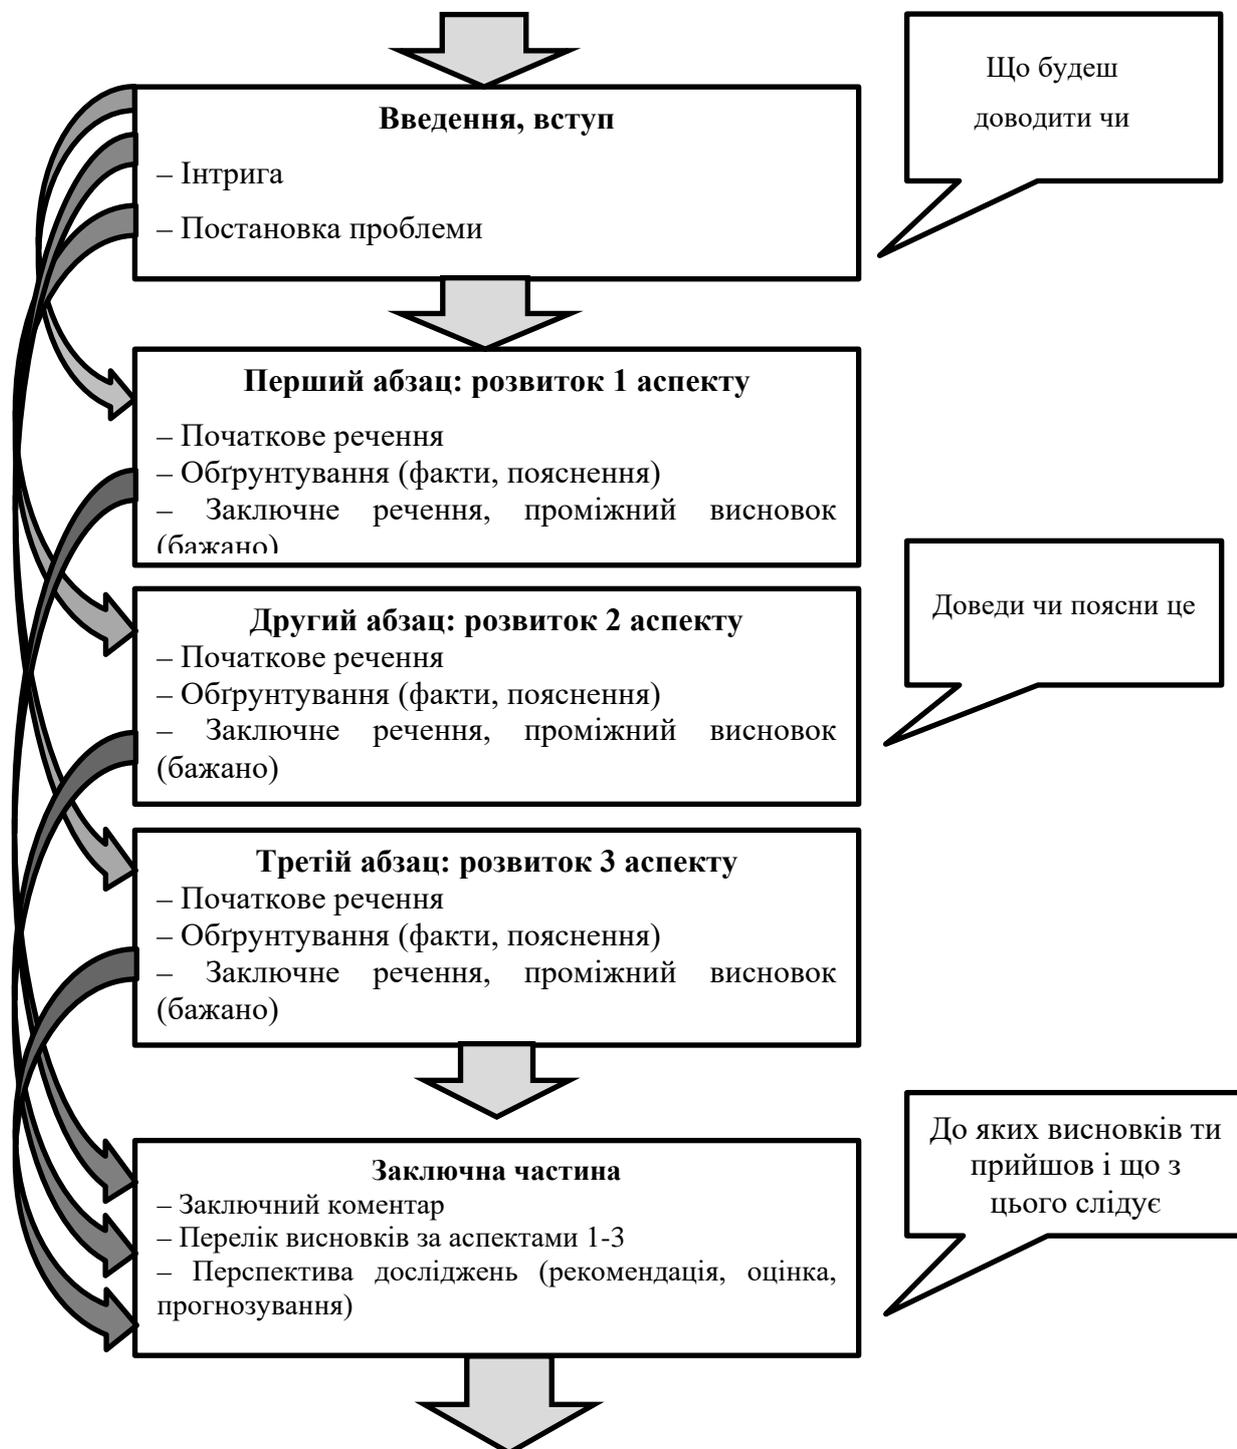 Що будеш
доводити чи
Введення, вступ
– Інтрига
– Постановка проблеми
Перший абзац: розвиток 1 аспекту
– Початкове речення
– Обґрунтування (факти, пояснення)
– Заключне речення, проміжний висновок
(бажано)
Другий абзац: розвиток 2 аспекту
– Початкове речення
– Обґрунтування (факти, пояснення)
– Заключне речення, проміжний висновок
(бажано)
Доведи чи поясни це
Третій абзац: розвиток 3 аспекту
– Початкове речення
– Обґрунтування (факти, пояснення)
– Заключне речення, проміжний висновок
(бажано)
Заключна частина
– Заключний коментар
– Перелік висновків за аспектами 1-3
– Перспектива досліджень (рекомендація, оцінка,
прогнозування)
До яких висновків ти
прийшов і що з
цього слідує